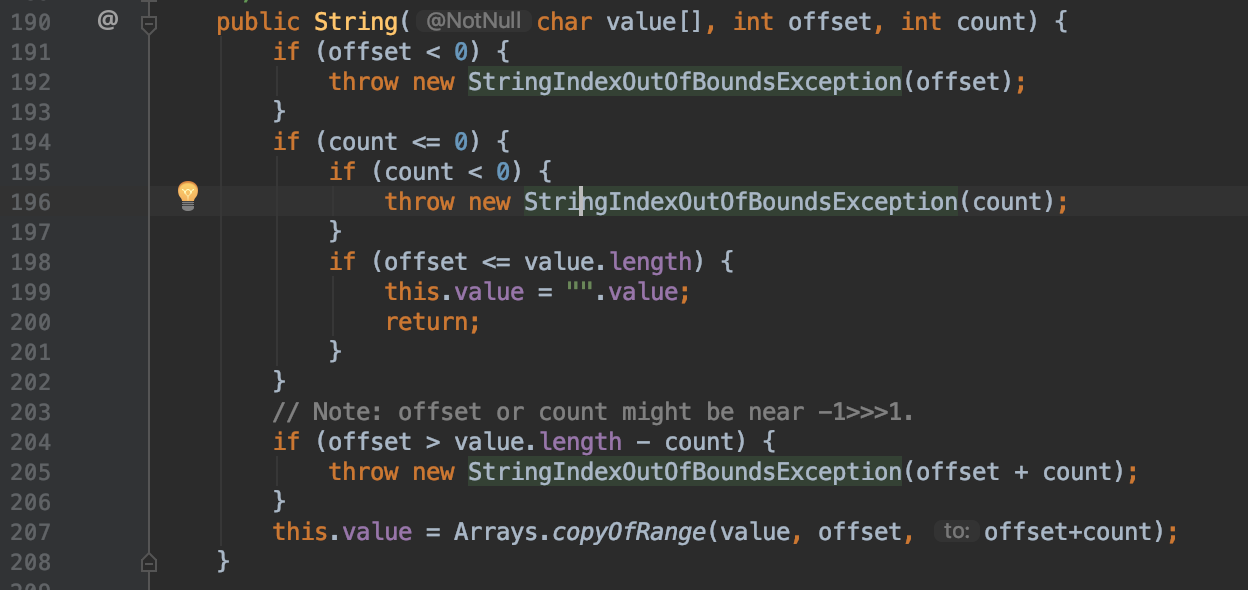 190 @ public String( @NotNull char value[], int offset, int count) {
191 if (offset < 0) {
192 throw new StringIndexOutOfBoundsException(offset);
193 }
194 if (count <= 0) {
195 if (count < 0) {
196 throw new StringIndexOutOfBoundsException(count);
197 }
198 if (offset <= value.length) {
199 this.value = "".value;
200 return;
201 }
202 }
203 // Note: offset or count might be near -1>>>1.
204 if (offset > value.length - count) {
205 throw new StringIndexOutOfBoundsException(offset + count);
206 }
207 this.value = Arrays.copyOfRange(value, offset, to: offset+count);
208 }